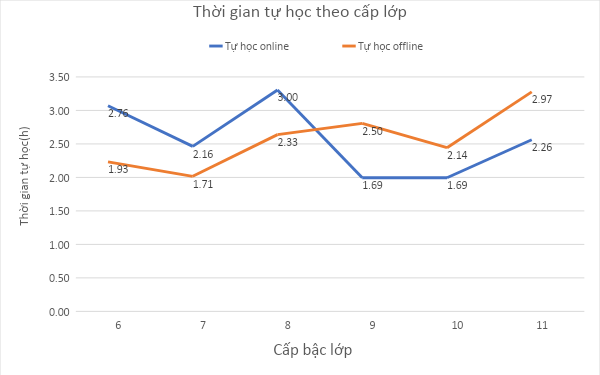 Thời gian tự học theo cấp lớp
Tự học online Tự học offline
3.50
3.00
2.50
2.00
1.50
1.00
0.50
0.00
Thời gian tự học(h)
2.76 2.16 3.00 1.69 1.69 2.26
1.93 1.71 2.33 2.50 2.14 2.97
6 7 8 9 10 11
Cấp bậc lớp